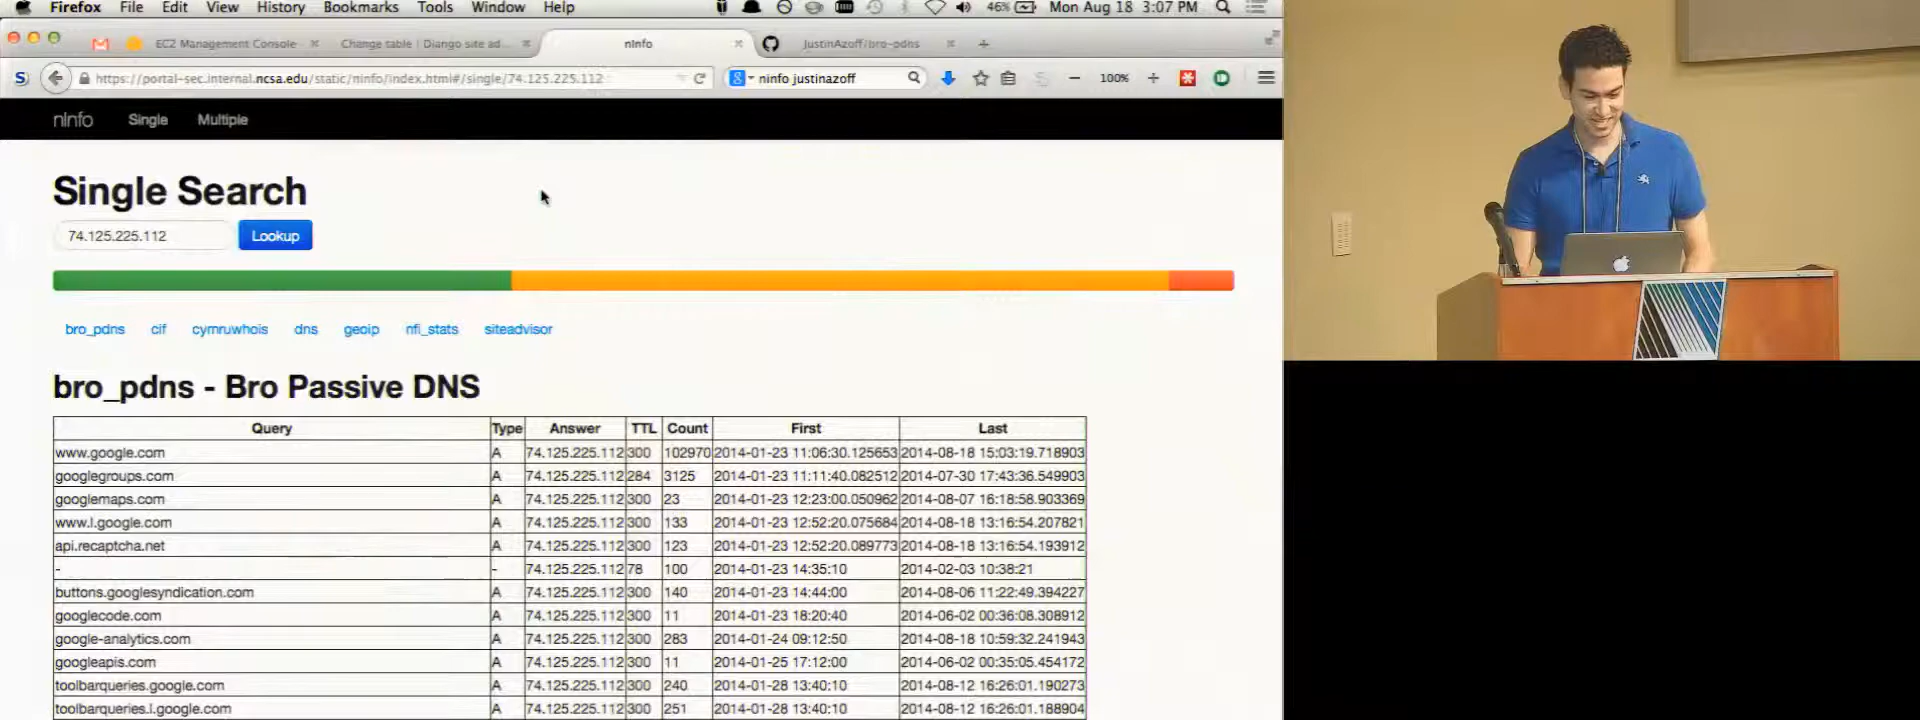 Firefox File Edit View History Bookmarks Tools Window Help 46% Mon Aug 18 3:07 PM
EC2 Management Console × Change table | Django site ad... × nInfo × JustinAzoff/bro-pdns × +
https://portal-sec.internal.ncsa.edu/static/ninfo/index.html#/single/74.125.225.112 ninfo justinazoff 100%
nInfo Single Multiple
Single Search
74.125.225.112 Lookup
bro_pdns cif cymruwhois dns geoip nfi_stats siteadvisor
bro_pdns - Bro Passive DNS
Query Type Answer TTL Count First Last
www.google.com A 74.125.225.112 300 102970 2014-01-23 11:06:30.125653 2014-08-18 15:03:19.718903
googlegroups.com A 74.125.225.112 284 3125 2014-01-23 11:11:40.082512 2014-07-30 17:43:36.549903
googlemaps.com A 74.125.225.112 300 23 2014-01-23 12:23:00.050962 2014-08-07 16:18:58.903369
www.l.google.com A 74.125.225.112 300 133 2014-01-23 12:52:20.075684 2014-08-18 13:16:54.207821
api.recaptcha.net A 74.125.225.112 300 123 2014-01-23 12:52:20.089773 2014-08-18 13:16:54.193912
- - 74.125.225.112 78 100 2014-01-23 14:35:10 2014-02-03 10:38:21
buttons.googlesyndication.com A 74.125.225.112 300 140 2014-01-23 14:44:00 2014-08-06 11:22:49.394227
googlecode.com A 74.125.225.112 300 11 2014-01-23 18:20:40 2014-06-02 00:36:08.308912
google-analytics.com A 74.125.225.112 300 283 2014-01-24 09:12:50 2014-08-18 10:59:32.241943
googleapis.com A 74.125.225.112 300 11 2014-01-25 17:12:00 2014-06-02 00:35:05.454172
toolbarqueries.google.com A 74.125.225.112 300 240 2014-01-28 13:40:10 2014-08-12 16:26:01.190273
toolbarqueries.l.google.com A 74.125.225.112 300 251 2014-01-28 13:40:10 2014-08-12 16:26:01.188904